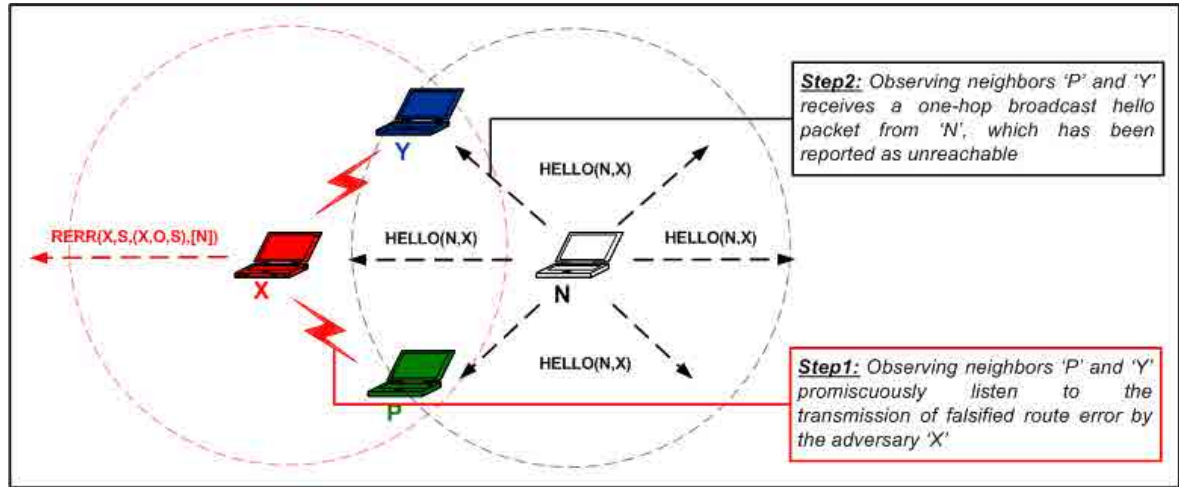 Step2: Observing neighbors 'P' and 'Y'
receives a one-hop broadcast hello
packet from 'N', which has been
reported as unreachable
Y
HELLO(N,X)
RERR(X,S,(X,O,S),[N])
HELLO(N,X)
HELLO(N,X)
X
N
HELLO(N,X)
P
Step1: Observing neighbors 'P' and 'Y'
promiscuously listen to the
transmission of falsified route error by
the adversary 'X'